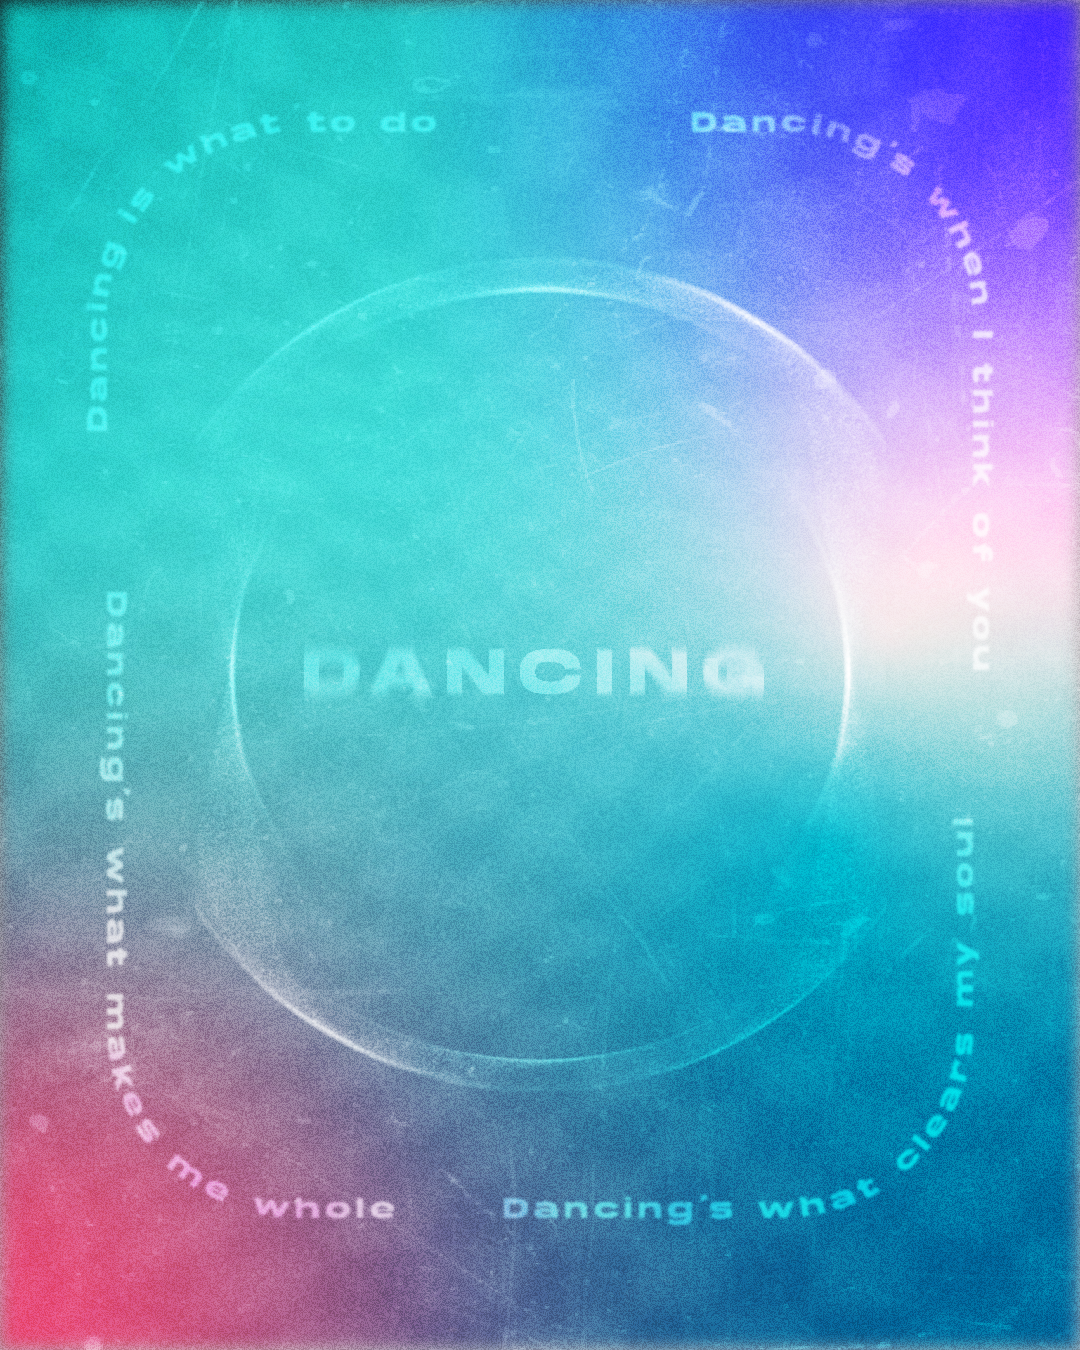 Dancing is what to do
Dancing's when I think of you
DANCING
Dancing's what clears my soul
Dancing's what makes me whole